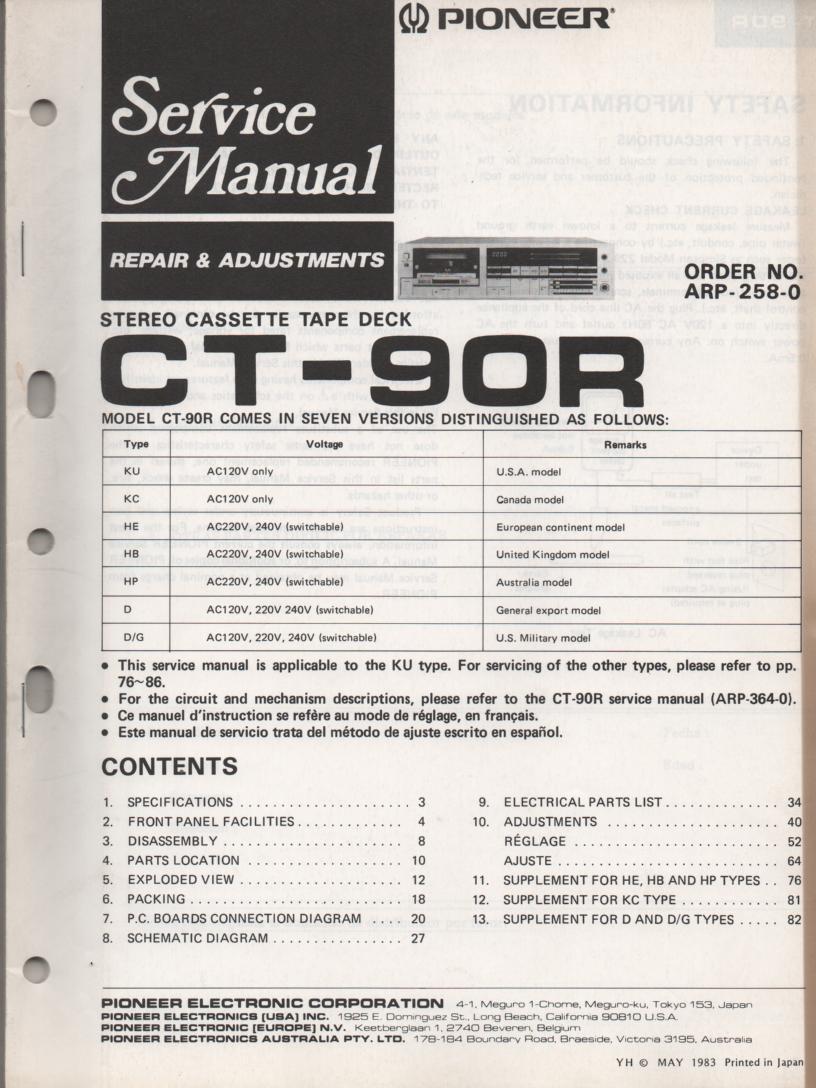 PIONEER®
Service
Manual
REPAIR & ADJUSTMENTS
ORDER NO.
ARP-258-0
STEREO CASSETTE TAPE DECK
CT-90R
MODEL CT-90R COMES IN SEVEN VERSIONS DISTINGUISHED AS FOLLOWS:
Type Voltage Remarks
KU AC120V only U.S.A. model
KC AC120V only Canada model
HE AC220V, 240V (switchable) European continent model
HB AC220V, 240V (switchable) United Kingdom model
HP AC220V, 240V (switchable) Australia model
D AC120V, 220V 240V (switchable) General export model
D/G AC120V, 220V, 240V (switchable) U.S. Military model
● This service manual is applicable to the KU type. For servicing of the other types, please refer to pp.
76~86.
● For the circuit and mechanism descriptions, please refer to the CT-90R service manual (ARP-364-0).
● Ce manuel d'instruction se refère au mode de réglage, en français.
● Este manual de servicio trata del método de ajuste escrito en español.
CONTENTS
1. SPECIFICATIONS . . . . . . . . . . . . . . . . . . . . . 3
2. FRONT PANEL FACILITIES . . . . . . . . . . . . . 4
3. DISASSEMBLY . . . . . . . . . . . . . . . . . . . . . . . 8
4. PARTS LOCATION . . . . . . . . . . . . . . . . . . . 10
5. EXPLODED VIEW . . . . . . . . . . . . . . . . . . . . 12
6. PACKING . . . . . . . . . . . . . . . . . . . . . . . . . . 18
7. P.C. BOARDS CONNECTION DIAGRAM . . . . 20
8. SCHEMATIC DIAGRAM . . . . . . . . . . . . . . . . 27
9. ELECTRICAL PARTS LIST . . . . . . . . . . . . . . 34
10. ADJUSTMENTS . . . . . . . . . . . . . . . . . . . . . 40
RÉGLAGE . . . . . . . . . . . . . . . . . . . . . . . . . . 52
AJUSTE . . . . . . . . . . . . . . . . . . . . . . . . . . . 64
11. SUPPLEMENT FOR HE, HB AND HP TYPES . . 76
12. SUPPLEMENT FOR KC TYPE . . . . . . . . . . . . 81
13. SUPPLEMENT FOR D AND D/G TYPES . . . . . 82
PIONEER ELECTRONIC CORPORATION 4-1, Meguro 1-Chome, Meguro-ku, Tokyo 153, Japan
PIONEER ELECTRONICS [USA] INC. 1925 E. Dominguez St., Long Beach, California 90810 U.S.A.
PIONEER ELECTRONIC [EUROPE] N.V. Keetberglaan 1, 2740 Beveren, Belgium
PIONEER ELECTRONICS AUSTRALIA PTY. LTD. 178-184 Boundary Road, Braeside, Victoria 3195, Australia
YH © MAY 1983 Printed in Japan